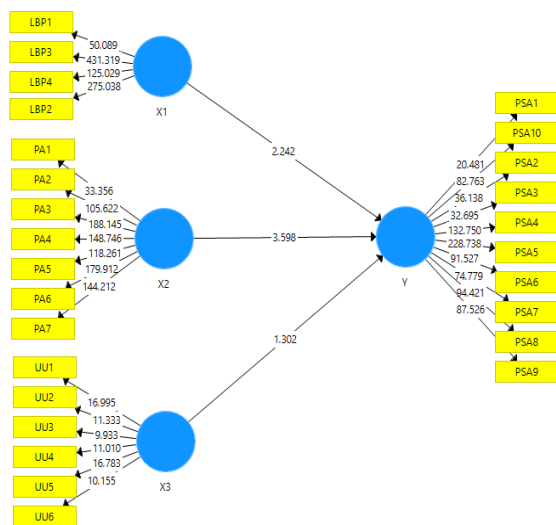 LBP1
LBP3
LBP4
LBP2
50.089
431.319
125.029
275.038
X1
2.242
PA1
PA2
PA3
PA4
PA5
PA6
PA7
33.356
105.622
188.145
148.746
118.261
179.912
144.212
X2
3.598
UU1
UU2
UU3
UU4
UU5
UU6
16.995
11.333
9.933
11.010
16.783
10.155
X3
1.302
Y
20.481
82.763
36.138
32.695
132.750
228.738
91.527
74.779
94.421
87.526
PSA1
PSA10
PSA2
PSA3
PSA4
PSA5
PSA6
PSA7
PSA8
PSA9